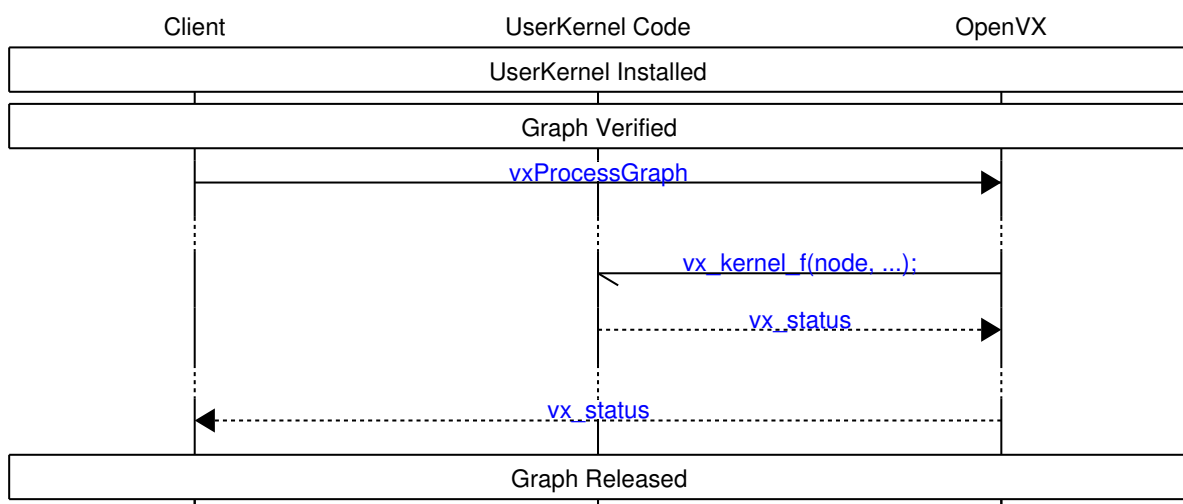 Client UserKernel Code OpenVX
UserKernel Installed
Graph Verified
vxProcessGraph
vx_kernel_f(node, ...);
vx_status
vx_status
Graph Released